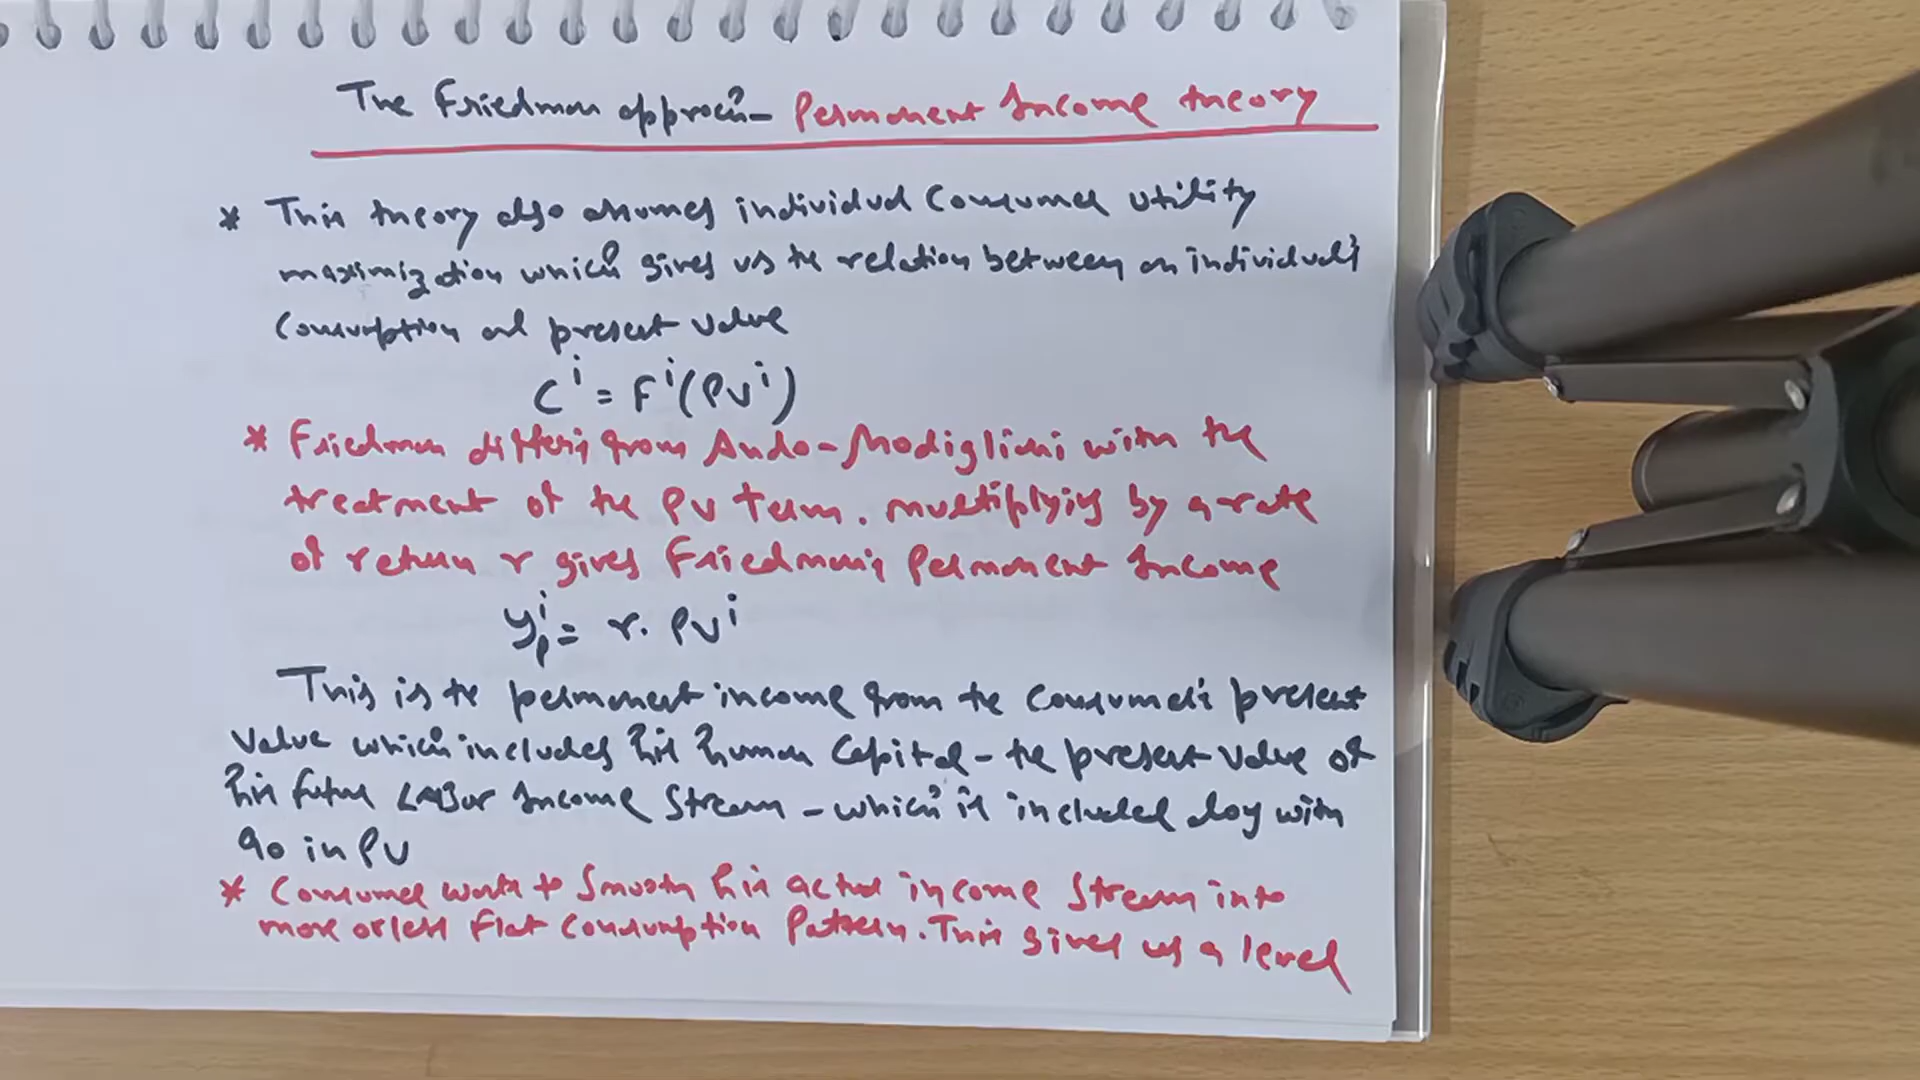 The Friedman approach - Permanent Income theory
* This theory also assumes individual Consumer utility
maximization which gives us the relation between an individual's
Consumption and present value
C^i = F^i(PV^i)
* Friedman differs from Ando-Modigliani with the
treatment of the PV term. multiplying by a rate
of return r gives Friedman's Permanent Income
y_p^i = r. PV^i
This is the permanent income from the Consumer's present
Value which includes his human Capital - the present value of
his future LABor Income Stream - which is included along with
a0 in PV
* Consumer wants to Smooth his actual income Stream into
more or less flat Consumption Pattern. This gives us a level